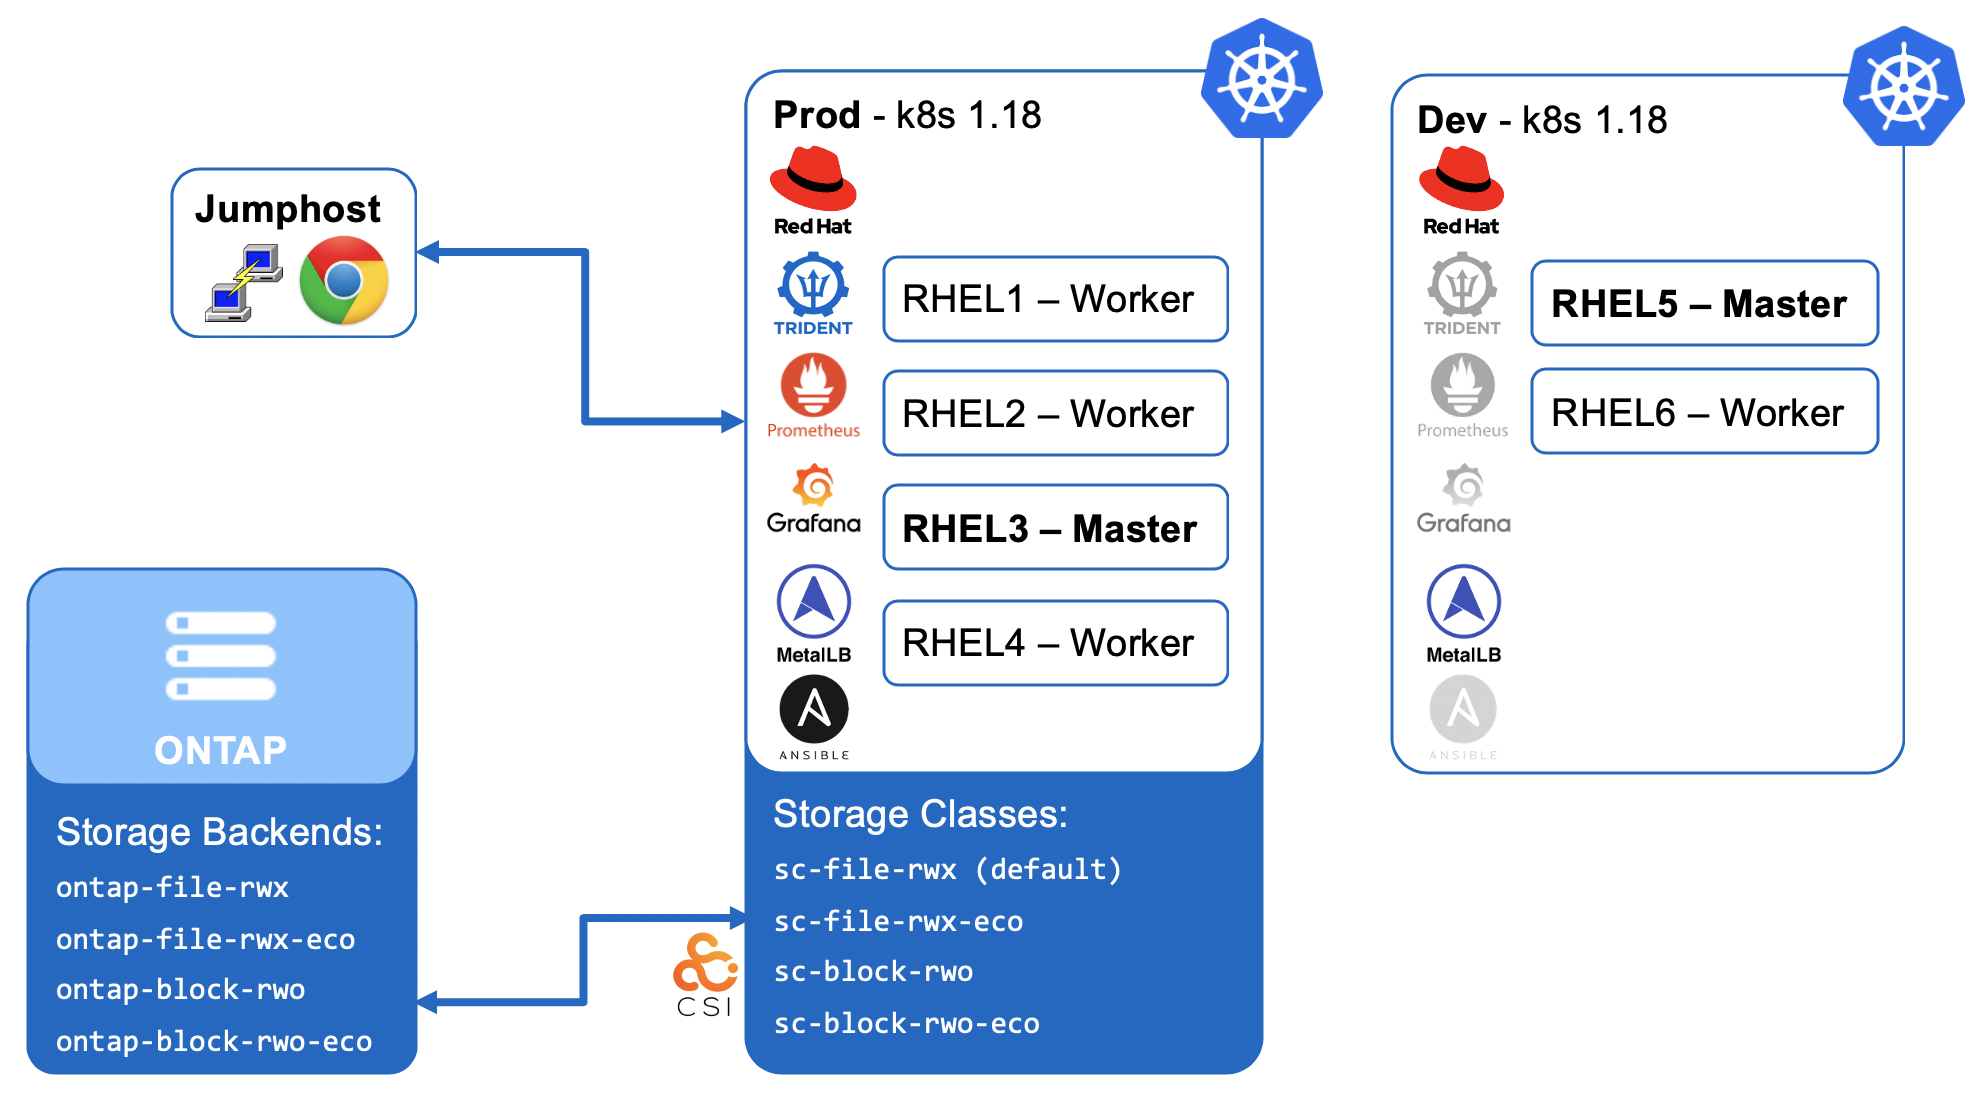 Jumphost
ONTAP
Storage Backends:
ontap-file-rwx
ontap-file-rwx-eco
ontap-block-rwo
ontap-block-rwo-eco
CSI
Prod - k8s 1.18
Red Hat
TRIDENT
Prometheus
Grafana
MetalLB
ANSIBLE
RHEL1 – Worker
RHEL2 – Worker
RHEL3 – Master
RHEL4 – Worker
Storage Classes:
sc-file-rwx (default)
sc-file-rwx-eco
sc-block-rwo
sc-block-rwo-eco
Dev - k8s 1.18
Red Hat
TRIDENT
Prometheus
Grafana
MetalLB
ANSIBLE
RHEL5 – Master
RHEL6 – Worker